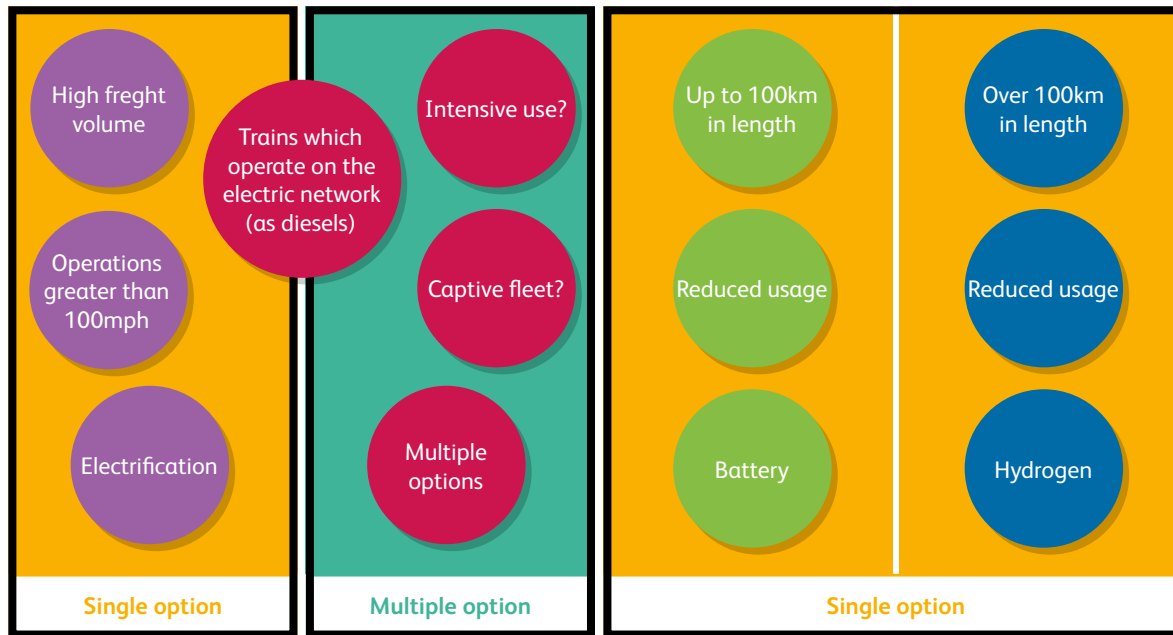 High freght
volume
Operations
greater than
100mph
Electrification
Trains which
operate on the
electric network
(as diesels)
Intensive use?
Captive fleet?
Multiple
options
Up to 100km
in length
Reduced usage
Battery
Over 100km
in length
Reduced usage
Hydrogen
Single option
Multiple option
Single option